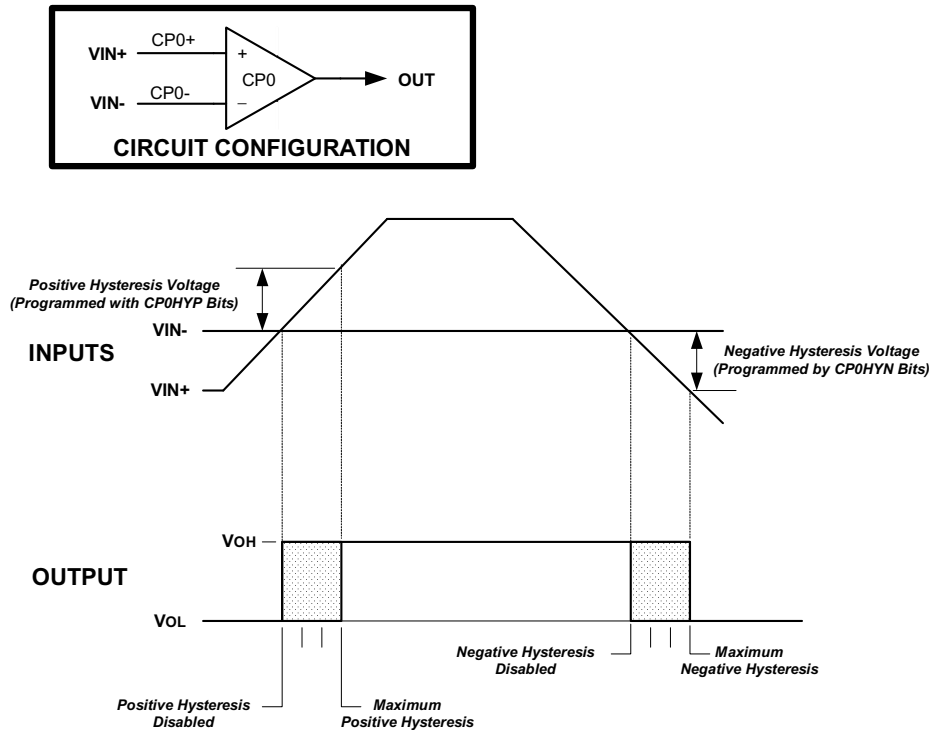 VIN+
CP0+
+
CP0
OUT
VIN-
CP0-
_
CIRCUIT CONFIGURATION
Positive Hysteresis Voltage
(Programmed with CP0HYP Bits)
VIN-
INPUTS
Negative Hysteresis Voltage
(Programmed by CP0HYN Bits)
VIN+
VOH
OUTPUT
VOL
Negative Hysteresis
Disabled
Maximum
Negative Hysteresis
Positive Hysteresis
Disabled
Maximum
Positive Hysteresis